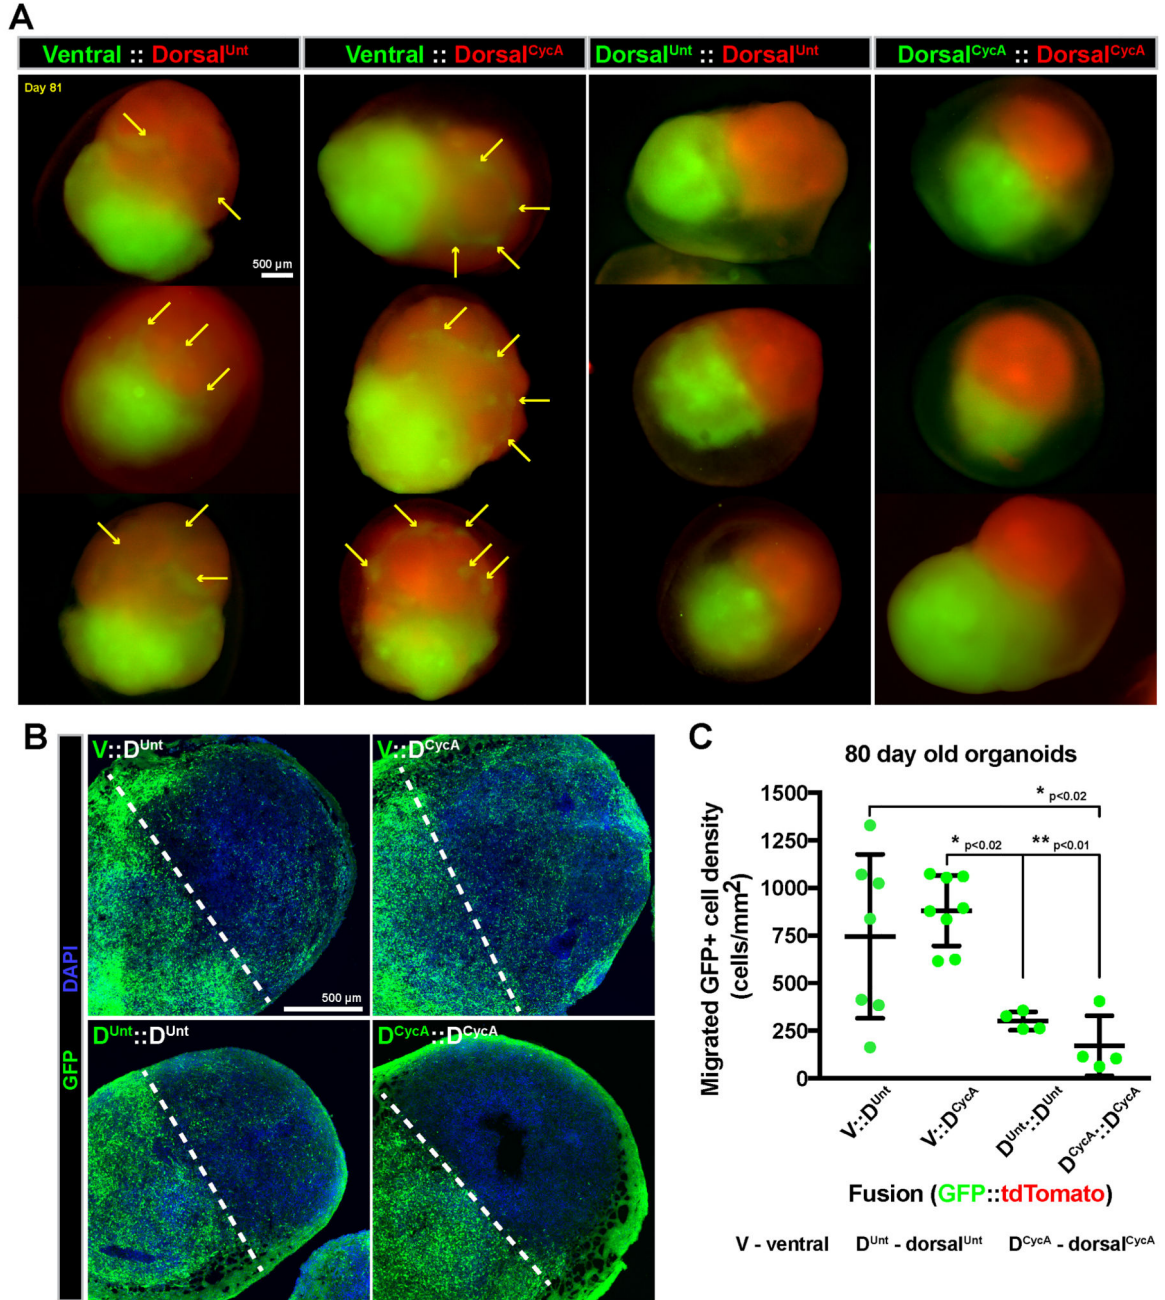 A
Ventral :: DorsalUnt
Ventral :: DorsalCycA
DorsalUnt :: DorsalUnt
DorsalCycA :: DorsalCycA
Day 81
500 µm
B
GFP DAPI
V::DUnt
V::DCycA
500 µm
DUnt::DUnt
DCycA::DCycA
C
80 day old organoids
Migrated GFP+ cell density
(cells/mm2)
1500
1250
1000
750
500
250
0
* p<0.02
* p<0.02
** p<0.01
V::DUnt
V::DCycA
DUnt::DUnt
DCycA::DCycA
Fusion (GFP::tdTomato)
V - ventral DUnt - dorsalUnt DCycA - dorsalCycA